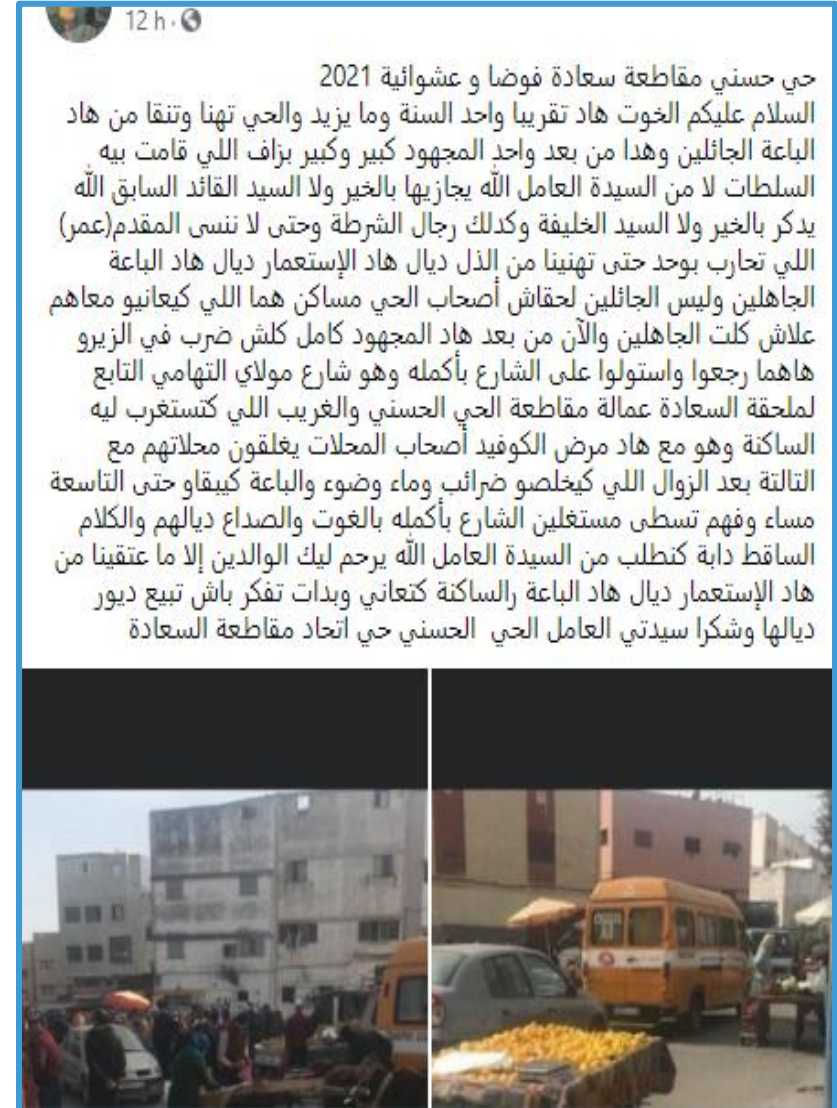 12 h
حي حسني مقاطعة سعادة فوضا و عشوائية 2021
السلام عليكم الخوت هاد تقريبا واحد السنة وما يزيد والحي تهنا وتنقا من هاد
الباعة الجائلين وهدا من بعد واحد المجهود كبير وكبير بزاف اللي قامت بيه
السلطات لا من السيدة العامل الله يجازيها بالخير ولا السيد القائد السابق الله
يدكر بالخير ولا السيد الخليفة وكدلك رجال الشرطة وحتى لا ننسى المقدم(عمر)
اللي تحارب بوحد حتى تهنينا من الذل ديال هاد الإستعمار ديال هاد الباعة
الجاهلين وليس الجائلين لحقاش أصحاب الحي مساكن هما اللي كيعانيو معاهم
علاش كلت الجاهلين والآن من بعد هاد المجهود كامل كلش ضرب في الزيرو
هاهما رجعوا واستولوا على الشارع بأكمله وهو شارع مولاي التهامي التابع
لملحقة السعادة عمالة مقاطعة الحي الحسني والغريب اللي كتستغرب ليه
الساكنة وهو مع هاد مرض الكوفيد أصحاب المحلات يغلقون محلاتهم مع
التالتة بعد الزوال اللي كيخلصو ضرائب وماء وضوء والباعة كيبقاو حتى التاسعة
مساء وفهم تسطى مستغلين الشارع بأكمله بالغوت والصداع ديالهم والكلام
الساقط دابة كنطلب من السيدة العامل الله يرحم ليك الوالدين إلا ما عتقينا من
هاد الإستعمار ديال هاد الباعة راالساكنة كتعاني وبدات تفكر باش تبيع ديور
ديالها وشكرا سيدتي العامل الحي الحسني حي اتحاد مقاطعة السعادة